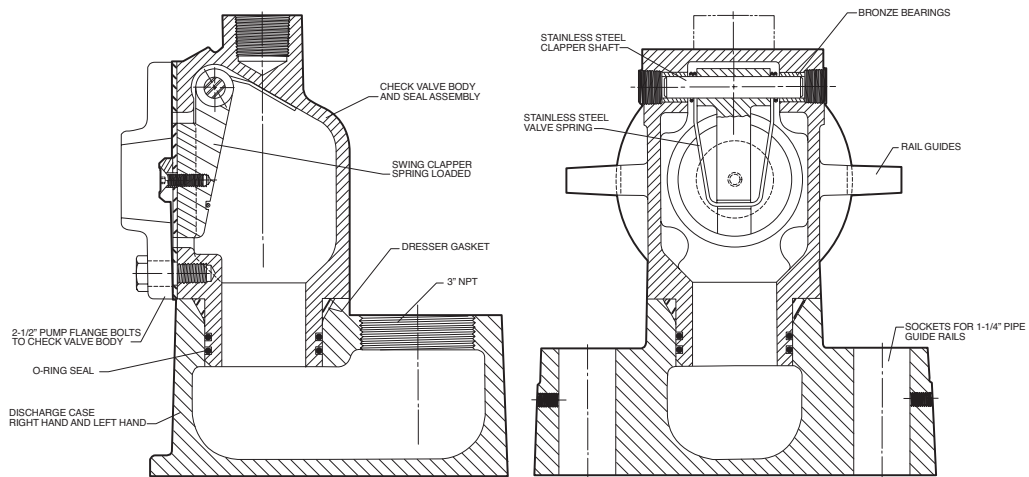 CHECK VALVE BODY
AND SEAL ASSEMBLY
SWING CLAPPER
SPRING LOADED
DRESSER GASKET
3" NPT
2-1/2" PUMP FLANGE BOLTS
TO CHECK VALVE BODY
O-RING SEAL
DISCHARGE CASE
RIGHT HAND AND LEFT HAND
BRONZE BEARINGS
STAINLESS STEEL
CLAPPER SHAFT
STAINLESS STEEL
VALVE SPRING
RAIL GUIDES
SOCKETS FOR 1-1/4" PIPE
GUIDE RAILS